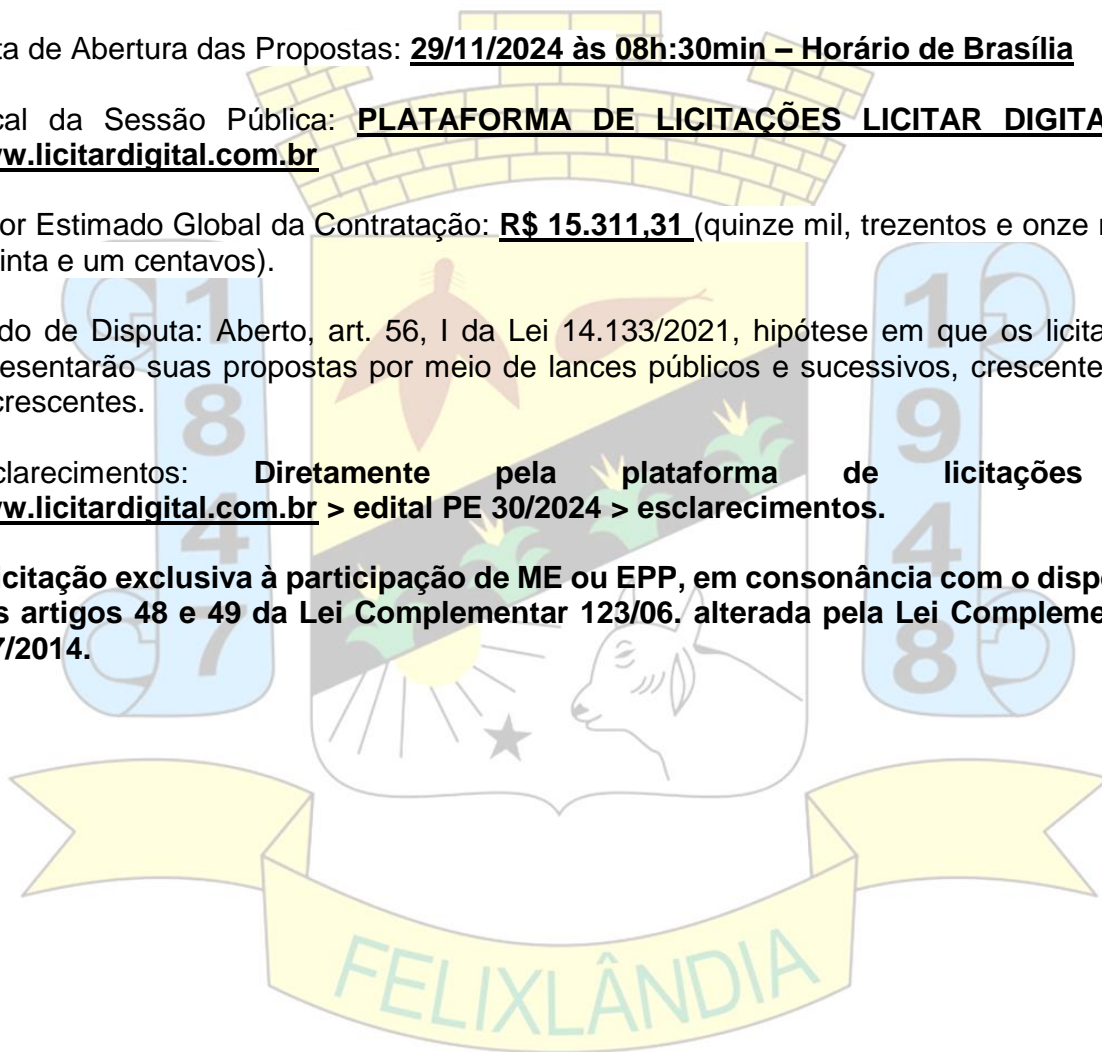 ta de Abertura das Propostas: 29/11/2024 às 08h:30min – Horário de Brasília
cal da Sessão Pública: PLATAFORMA DE LICITAÇÕES LICITAR DIGITA
w.licitardigital.com.br
or Estimado Global da Contratação: R$ 15.311,31 (quinze mil, trezentos e onze r
inta e um centavos).
do de Disputa: Aberto, art. 56, I da Lei 14.133/2021, hipótese em que os licita
esentarão suas propostas por meio de lances públicos e sucessivos, crescente
crescentes.
clarecimentos: Diretamente pela plataforma de licitações
w.licitardigital.com.br > edital PE 30/2024 > esclarecimentos.
icitação exclusiva à participação de ME ou EPP, em consonância com o dispo
s artigos 48 e 49 da Lei Complementar 123/06. alterada pela Lei Compleme
7/2014.
1847
1948
FELIXLÂNDIA